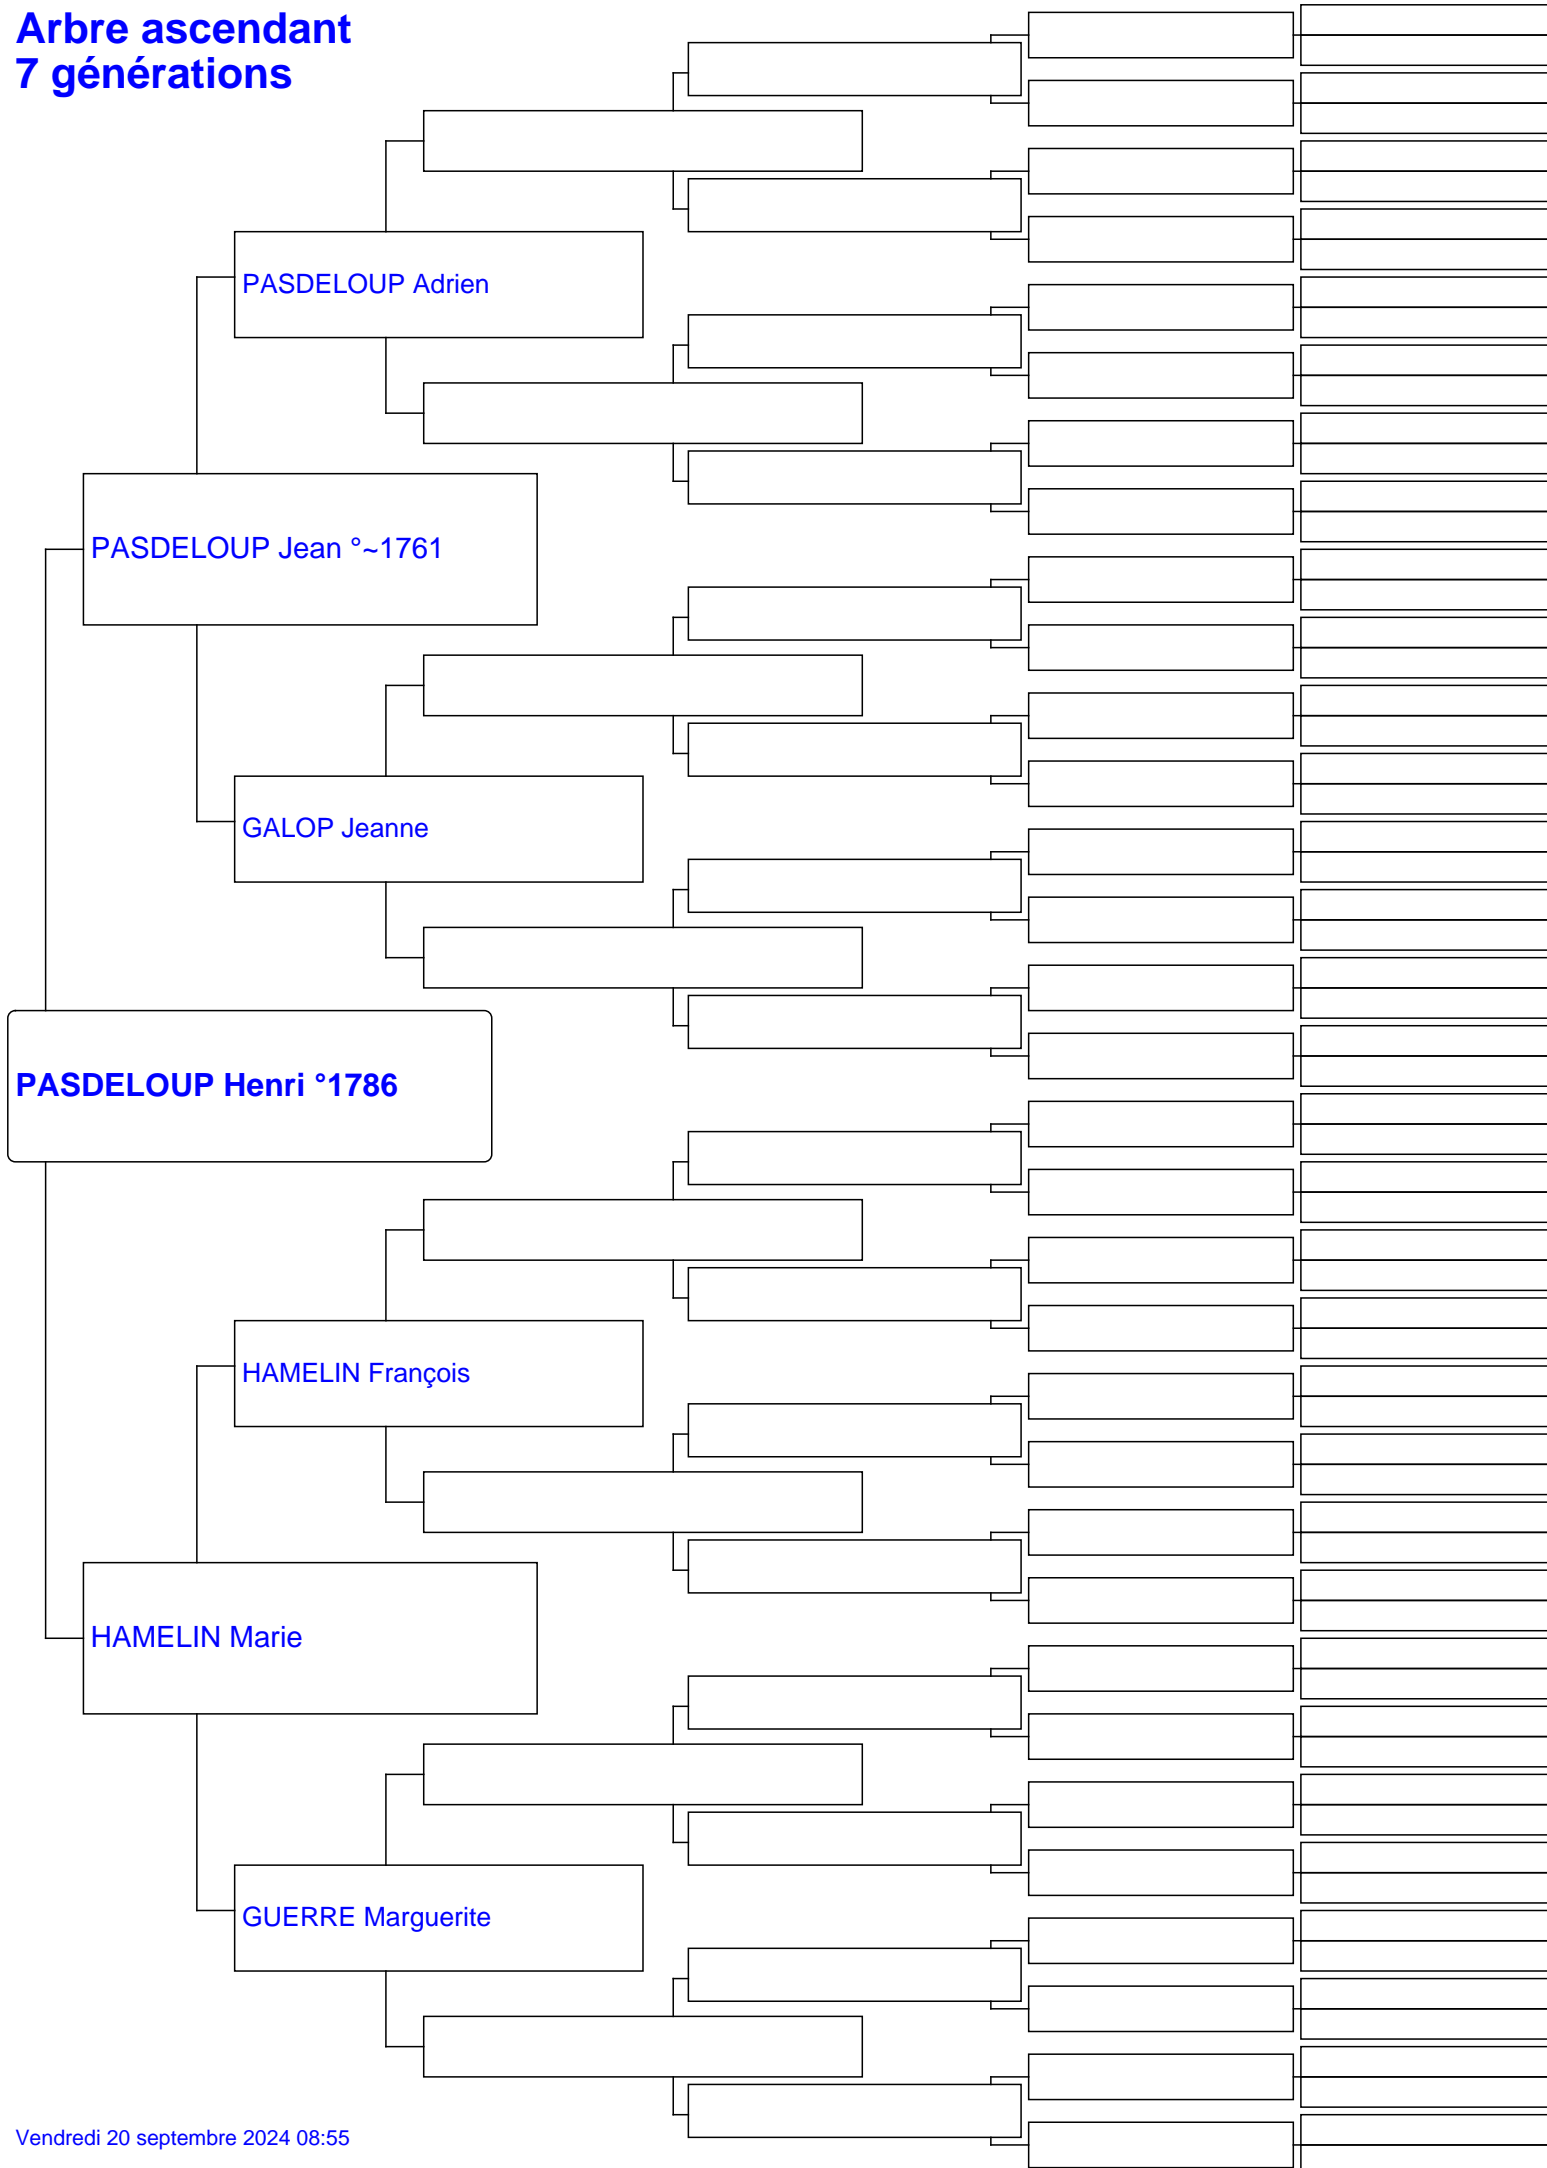 Arbre ascendant
7 générations
PASDELOUP Adrien
PASDELOUP Jean °~1761
GALOP Jeanne
PASDELOUP Henri °1786
HAMELIN François
HAMELIN Marie
GUERRE Marguerite
Vendredi 20 septembre 2024 08:55